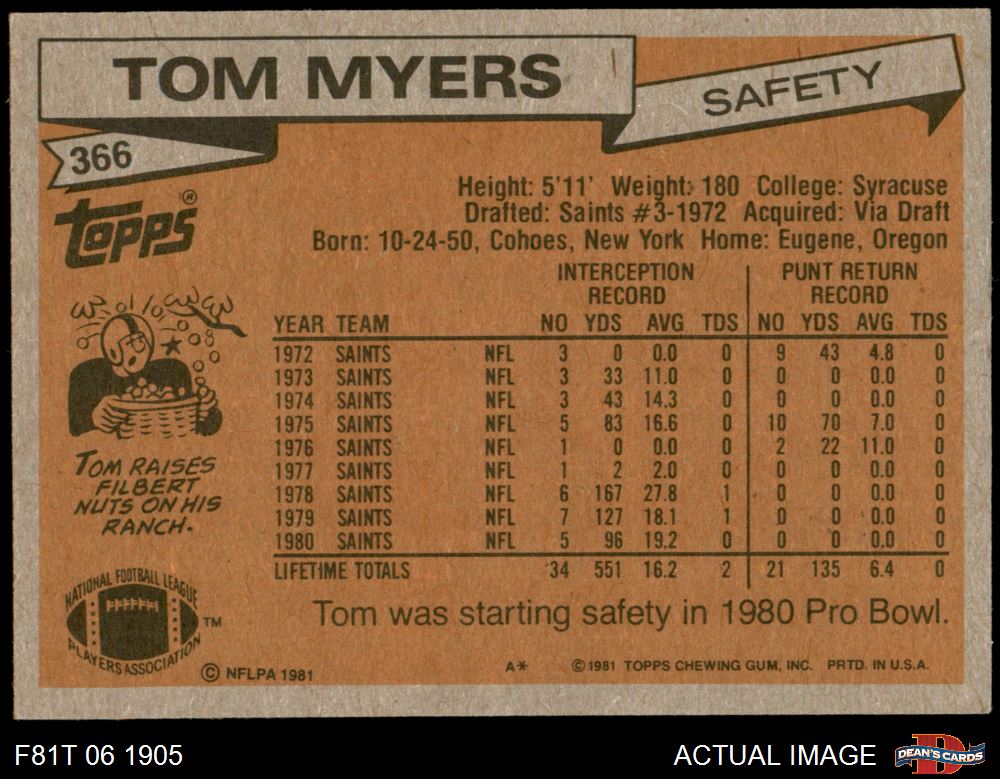 TOM MYERS
SAFETY
366
TOPPS®
Height: 5'11' Weight: 180 College: Syracuse
Drafted: Saints #3-1972 Acquired: Via Draft
Born: 10-24-50, Cohoes, New York Home: Eugene, Oregon
INTERCEPTION RECORD PUNT RETURN RECORD
YEAR TEAM NO YDS AVG TDS NO YDS AVG TDS
1972 SAINTS NFL 3 0 0.0 0 9 43 4.8 0
1973 SAINTS NFL 3 33 11.0 0 0 0 0.0 0
1974 SAINTS NFL 3 43 14.3 0 0 0 0.0 0
1975 SAINTS NFL 5 83 16.6 0 10 70 7.0 0
1976 SAINTS NFL 1 0 0.0 0 2 22 11.0 0
1977 SAINTS NFL 1 2 2.0 0 0 0 0.0 0
1978 SAINTS NFL 6 167 27.8 1 0 0 0.0 0
1979 SAINTS NFL 7 127 18.1 1 0 0 0.0 0
1980 SAINTS NFL 5 96 19.2 0 0 0 0.0 0
LIFETIME TOTALS 34 551 16.2 2 21 135 6.4 0
TOM RAISES
FILBERT
NUTS ON HIS
RANCH.
Tom was starting safety in 1980 Pro Bowl.
NATIONAL FOOTBALL LEAGUE
PLAYERS ASSOCIATION
TM
© NFLPA 1981
A* © 1981 TOPPS CHEWING GUM, INC. PRTD. IN U.S.A.
F81T 06 1905
ACTUAL IMAGE
DEAN'S CARDS